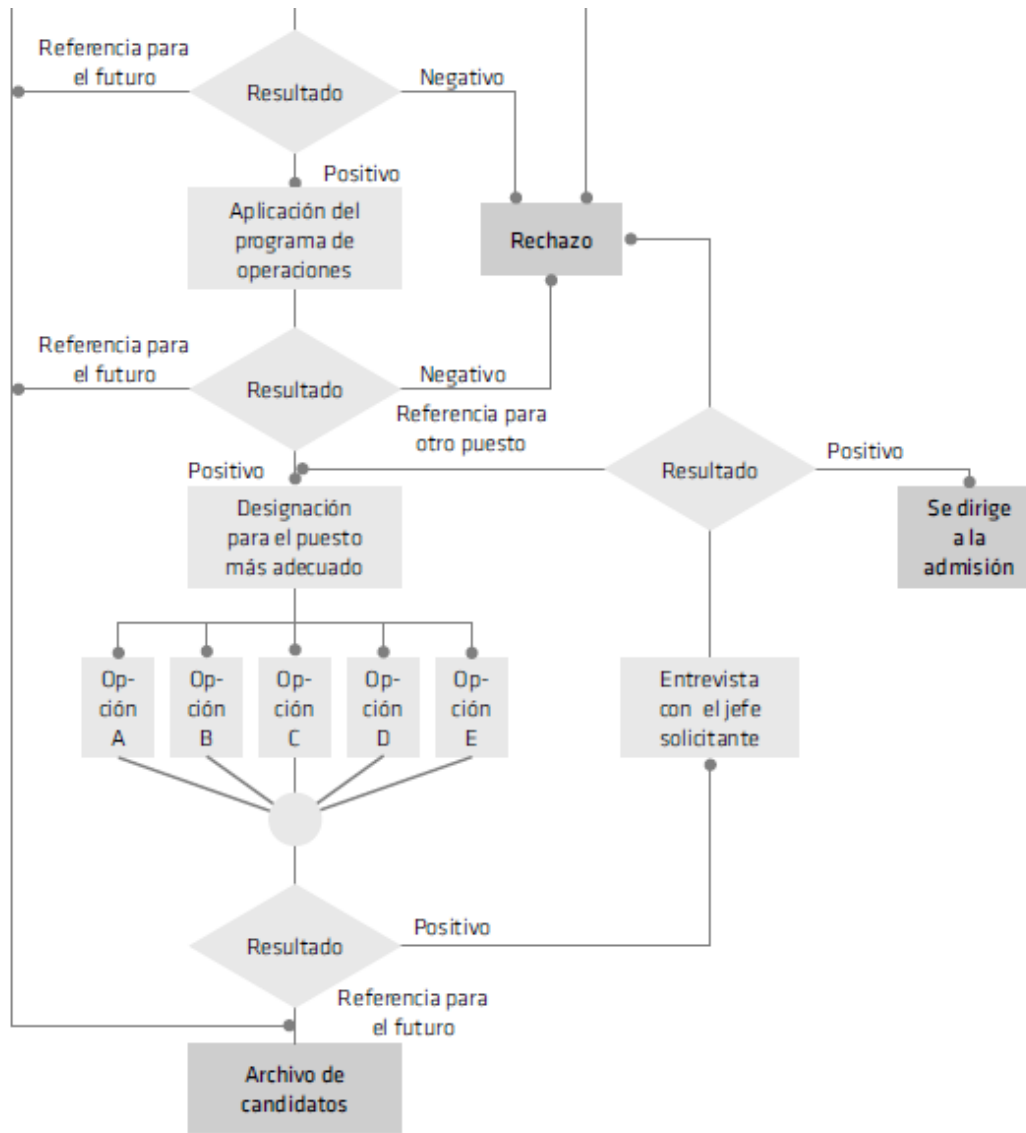 Referencia para
el futuro
Resultado
Negativo
Positivo
Aplicación del
programa de
operaciones
Rechazo
Referencia para
el futuro
Resultado
Negativo
Referencia para
otro puesto
Positivo
Resultado
Positivo
Designación
para el puesto
más adecuado
Se dirige
a la
admisión
Op-
ción
A
Op-
ción
B
Op-
ción
C
Op-
ción
D
Op-
ción
E
Entrevista
con el jefe
solicitante
Resultado
Positivo
Referencia para
el futuro
Archivo de
candidatos